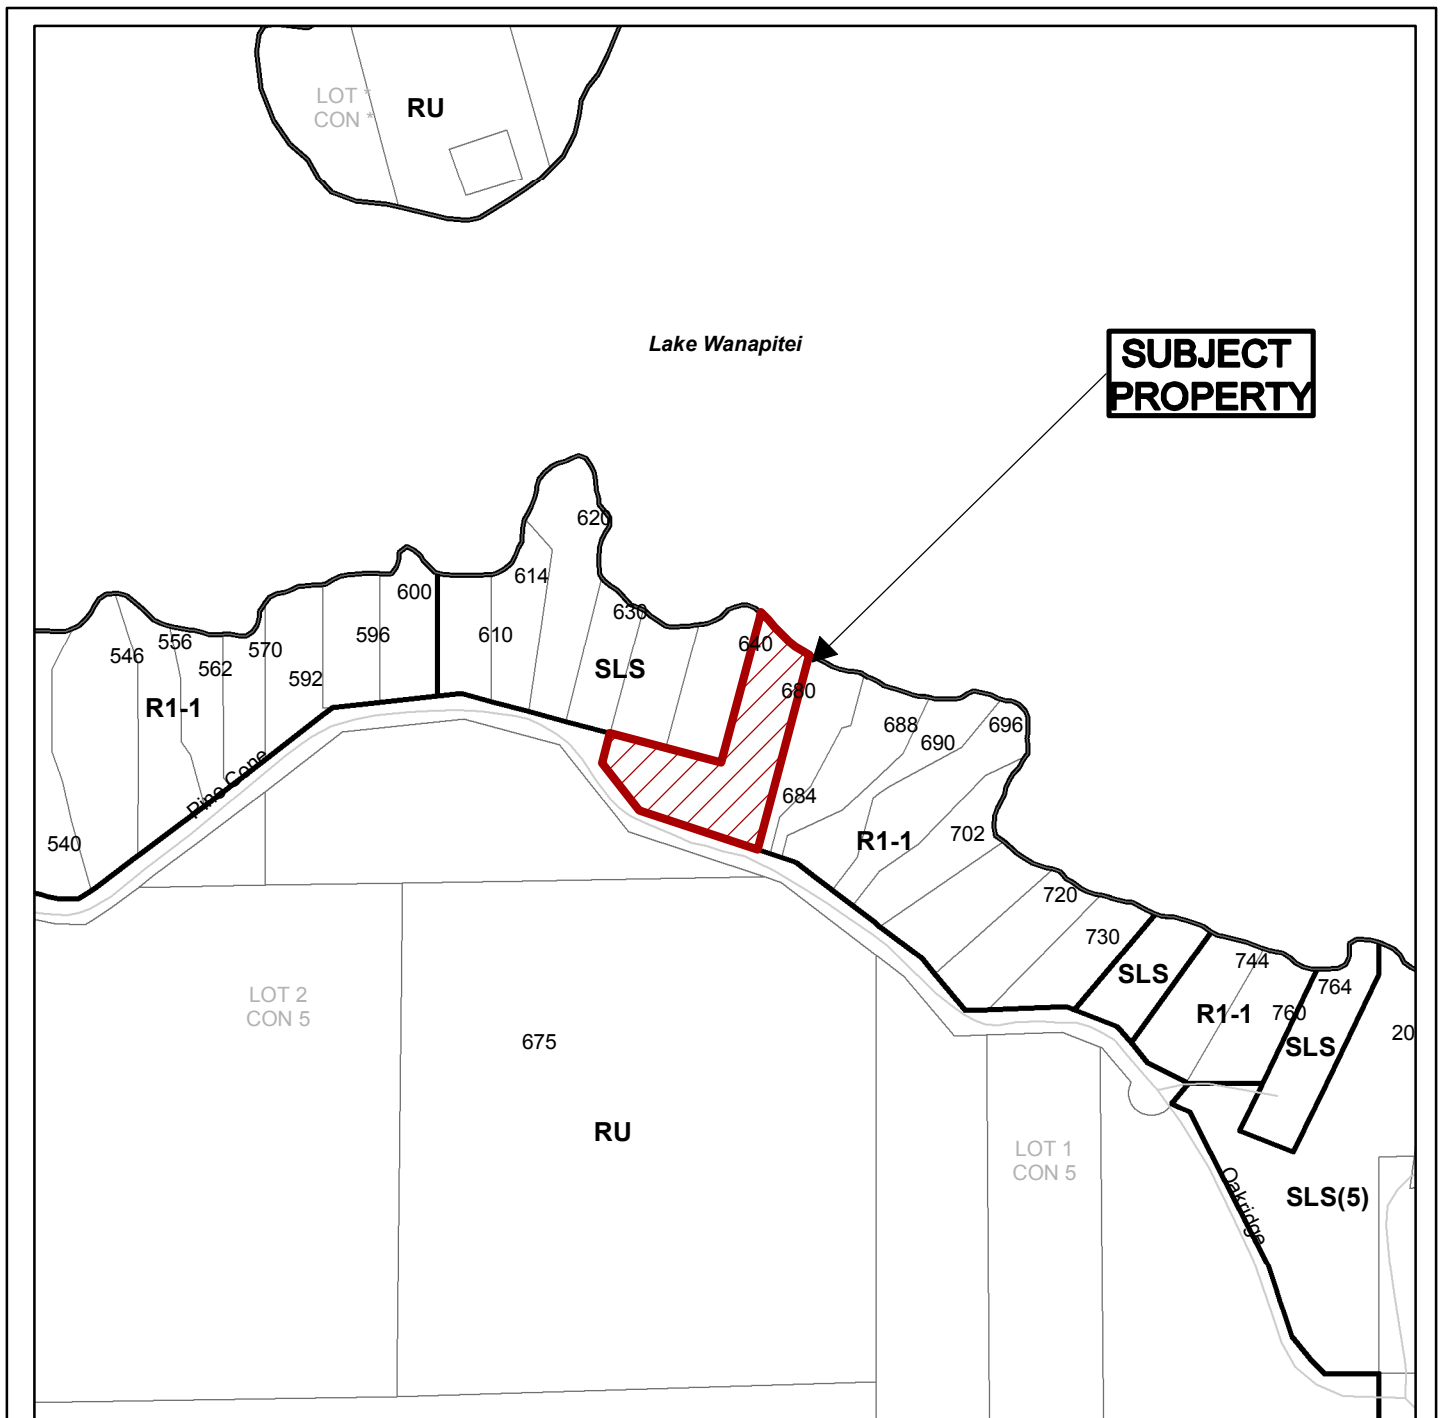 LOT *
CON *
RU
Lake Wanapitei
SUBJECT
PROPERTY
620
614
600
630
610
596
556
570
546
562
592
640
SLS
680
R1-1
688
696
690
Pine Cone
684
540
702
R1-1
720
730
744
SLS
764
LOT 2
CON 5
R1-1
760
20
675
SLS
RU
LOT 1
CON 5
Oakridge
SLS(5)